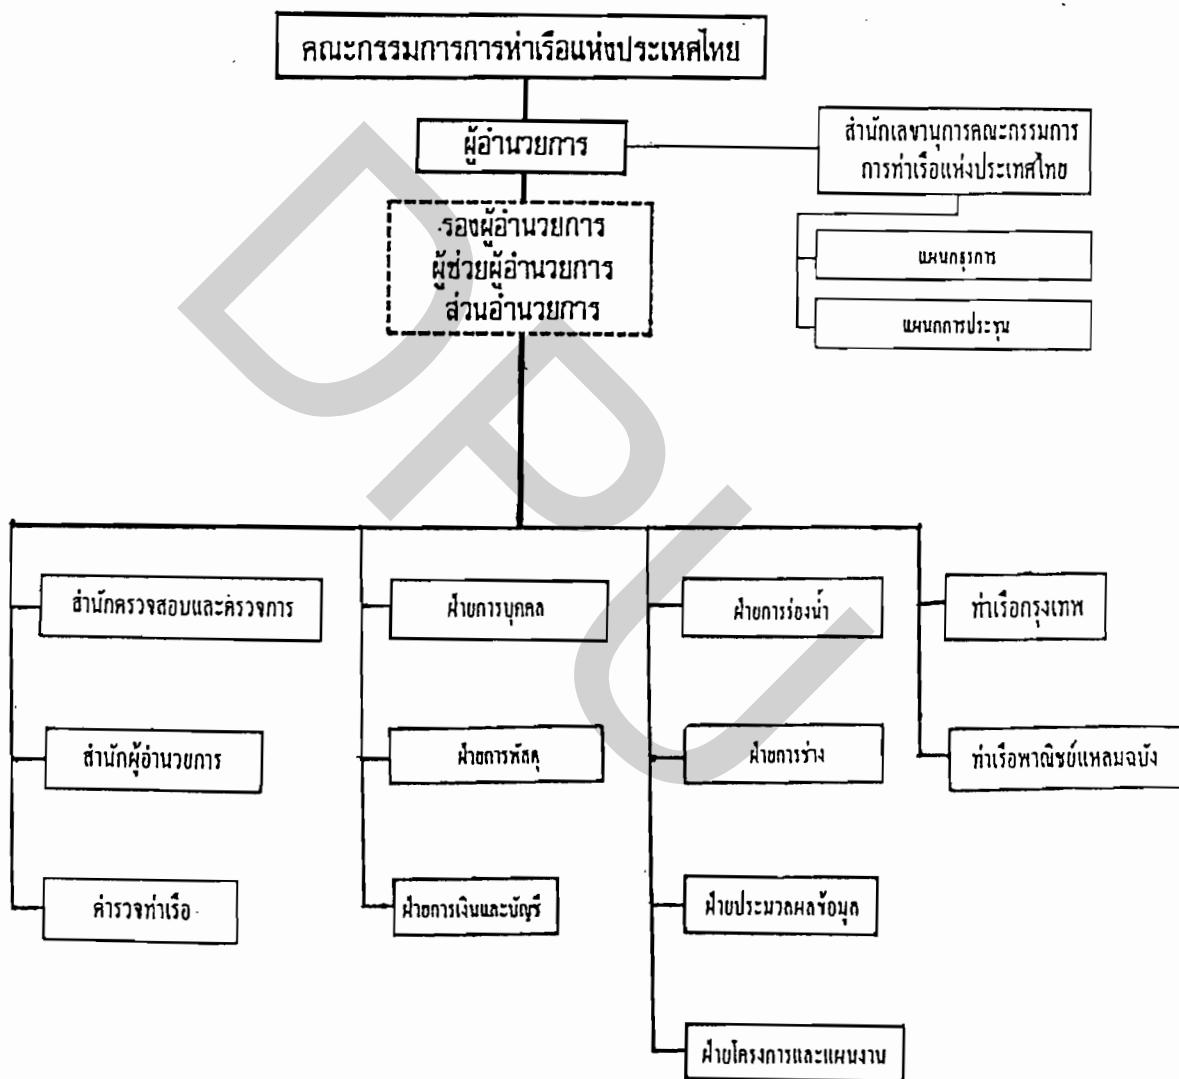 คณะกรรมการการท่าเรือแห่งประเทศไทย
ผู้อำนวยการ
สำนักเลขานุการคณะกรรมการ
การท่าเรือแห่งประเทศไทย
รองผู้อำนวยการ
ผู้ช่วยผู้อำนวยการ
ส่วนอำนวยการ
แผนกธุรการ
แผนกการประชุม
DPU
สำนักตรวจสอบและตรวจการ
สำนักผู้อำนวยการ
ตำรวจท่าเรือ
ฝ่ายการบุคคล
ฝ่ายการพัสดุ
ฝ่ายการเงินและบัญชี
ฝ่ายการร่องน้ำ
ฝ่ายการช่าง
ฝ่ายประมวลผลข้อมูล
ฝ่ายโครงการและแผนงาน
ท่าเรือกรุงเทพ
ท่าเรือพาณิชย์แหลมฉบัง